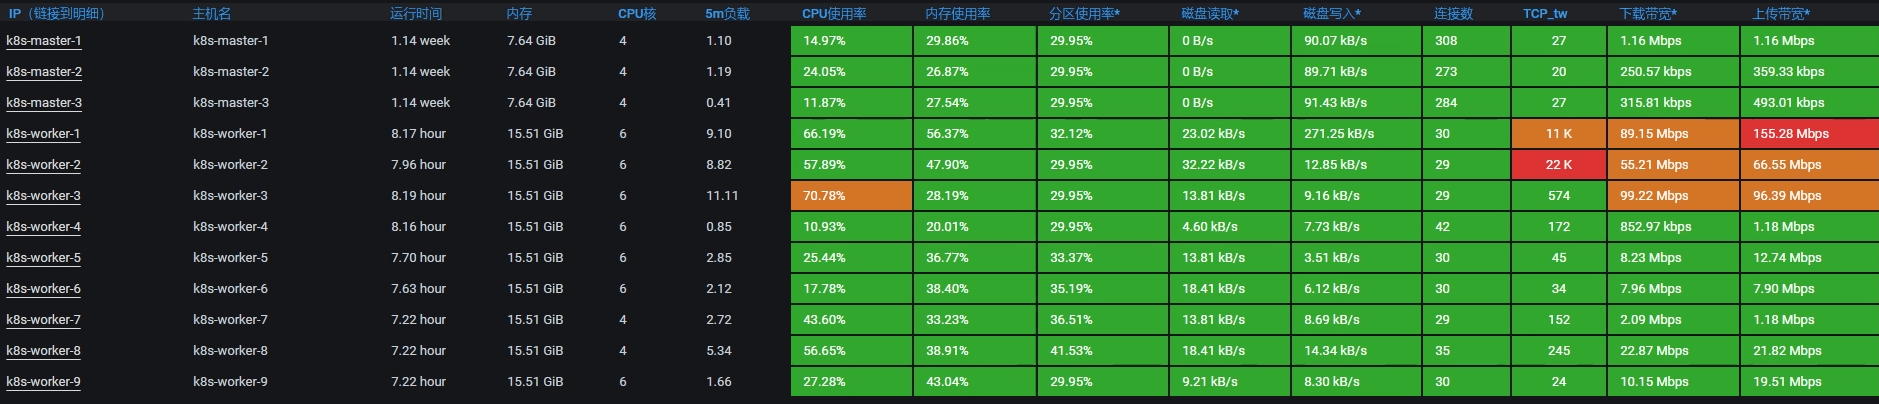 IP（链接到明细） 主机名 运行时间 内存 CPU核 5m负载 CPU使用率 内存使用率 分区使用率* 磁盘读取* 磁盘写入* 连接数 TCP_tw 下载带宽* 上传带宽*
k8s-master-1 k8s-master-1 1.14 week 7.64 GiB 4 1.10 14.97% 29.86% 29.95% 0 B/s 90.07 kB/s 308 27 1.16 Mbps 1.16 Mbps
k8s-master-2 k8s-master-2 1.14 week 7.64 GiB 4 1.19 24.05% 26.87% 29.95% 0 B/s 89.71 kB/s 273 20 250.57 kbps 359.33 kbps
k8s-master-3 k8s-master-3 1.14 week 7.64 GiB 4 0.41 11.87% 27.54% 29.95% 0 B/s 91.43 kB/s 284 27 315.81 kbps 493.01 kbps
k8s-worker-1 k8s-worker-1 8.17 hour 15.51 GiB 6 9.10 66.19% 56.37% 32.12% 23.02 kB/s 271.25 kB/s 30 11 K 89.15 Mbps 155.28 Mbps
k8s-worker-2 k8s-worker-2 7.96 hour 15.51 GiB 6 8.82 57.89% 47.90% 29.95% 32.22 kB/s 12.85 kB/s 29 22 K 55.21 Mbps 66.55 Mbps
k8s-worker-3 k8s-worker-3 8.19 hour 15.51 GiB 6 11.11 70.78% 28.19% 29.95% 13.81 kB/s 9.16 kB/s 29 574 99.22 Mbps 96.39 Mbps
k8s-worker-4 k8s-worker-4 8.16 hour 15.51 GiB 6 0.85 10.93% 20.01% 29.95% 4.60 kB/s 7.73 kB/s 42 172 852.97 kbps 1.18 Mbps
k8s-worker-5 k8s-worker-5 7.70 hour 15.51 GiB 6 2.85 25.44% 36.77% 33.37% 13.81 kB/s 3.51 kB/s 30 45 8.23 Mbps 12.74 Mbps
k8s-worker-6 k8s-worker-6 7.63 hour 15.51 GiB 6 2.12 17.78% 38.40% 35.19% 18.41 kB/s 6.12 kB/s 30 34 7.96 Mbps 7.90 Mbps
k8s-worker-7 k8s-worker-7 7.22 hour 15.51 GiB 4 2.72 43.60% 33.23% 36.51% 13.81 kB/s 8.69 kB/s 29 152 2.09 Mbps 1.18 Mbps
k8s-worker-8 k8s-worker-8 7.22 hour 15.51 GiB 4 5.34 56.65% 38.91% 41.53% 18.41 kB/s 14.34 kB/s 35 245 22.87 Mbps 21.82 Mbps
k8s-worker-9 k8s-worker-9 7.22 hour 15.51 GiB 6 1.66 27.28% 43.04% 29.95% 9.21 kB/s 8.30 kB/s 30 24 10.15 Mbps 19.51 Mbps